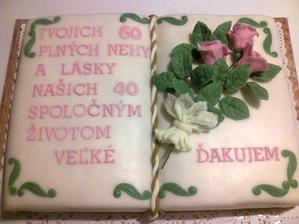 TVOJICH 60
PLNÝCH NEHY
A LÁSKY
NAŠICH 40
SPOLOČNÝM
ŽIVOTOM
VEĽKÉ
ĎAKUJEM